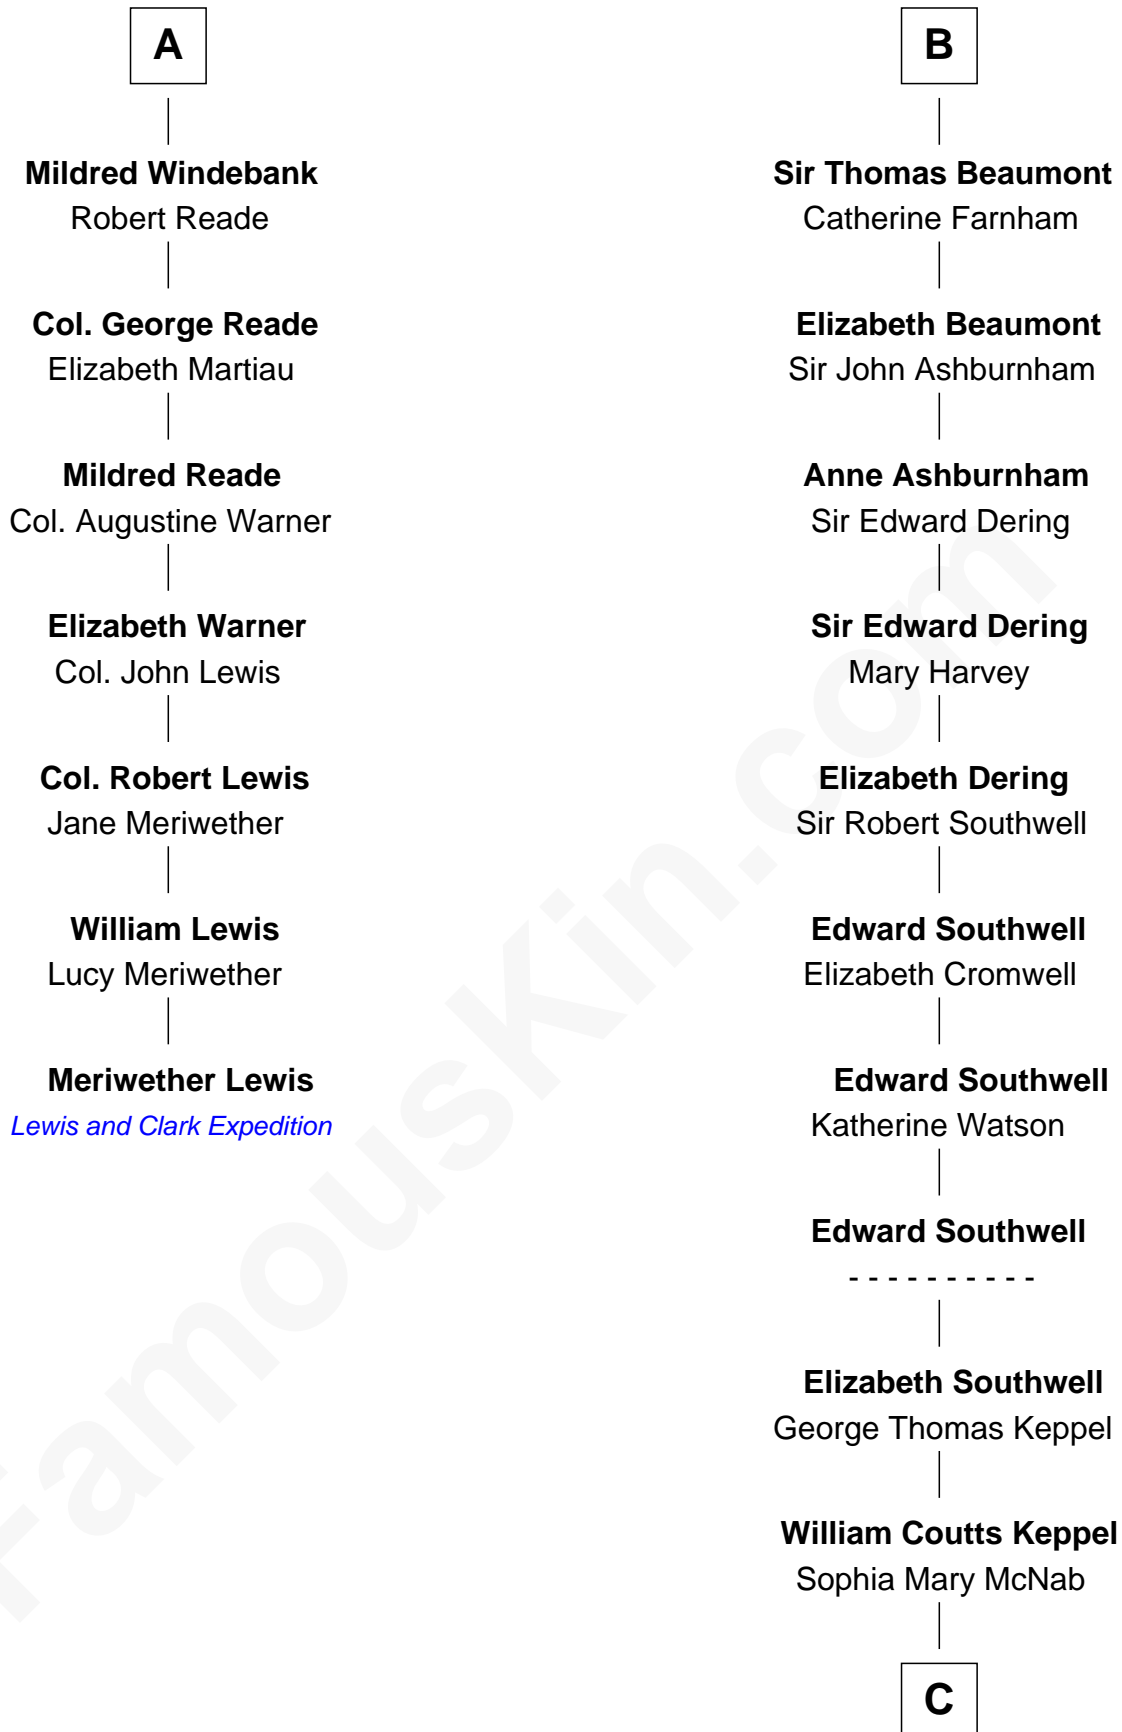 A
Mildred Windebank
Robert Reade
Col. George Reade
Elizabeth Martiau
Mildred Reade
Col. Augustine Warner
Elizabeth Warner
Col. John Lewis
Col. Robert Lewis
Jane Meriwether
William Lewis
Lucy Meriwether
Meriwether Lewis
Lewis and Clark Expedition
B
Sir Thomas Beaumont
Catherine Farnham
Elizabeth Beaumont
Sir John Ashburnham
Anne Ashburnham
Sir Edward Dering
Sir Edward Dering
Mary Harvey
Elizabeth Dering
Sir Robert Southwell
Edward Southwell
Elizabeth Cromwell
Edward Southwell
Katherine Watson
Edward Southwell
- - - - - - - - - -
Elizabeth Southwell
George Thomas Keppel
William Coutts Keppel
Sophia Mary McNab
C
FamousKin.com